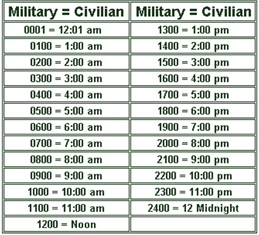 Military = Civilian Military = Civilian
0001 = 12:01 am 1300 = 1:00 pm
0100 = 1:00 am 1400 = 2:00 pm
0200 = 2:00 am 1500 = 3:00 pm
0300 = 3:00 am 1600 = 4:00 pm
0400 = 4:00 am 1700 = 5:00 pm
0500 = 5:00 am 1800 = 6:00 pm
0600 = 6:00 am 1900 = 7:00 pm
0700 = 7:00 am 2000 = 8:00 pm
0800 = 8:00 am 2100 = 9:00 pm
0900 = 9:00 am 2200 = 10:00 pm
1000 = 10:00 am 2300 = 11:00 pm
1100 = 11:00 am 2400 = 12 Midnight
1200 = Noon